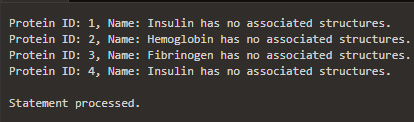 Protein ID: 1, Name: Insulin has no associated structures.
Protein ID: 2, Name: Hemoglobin has no associated structures.
Protein ID: 3, Name: Fibrinogen has no associated structures.
Protein ID: 4, Name: Insulin has no associated structures.
Statement processed.